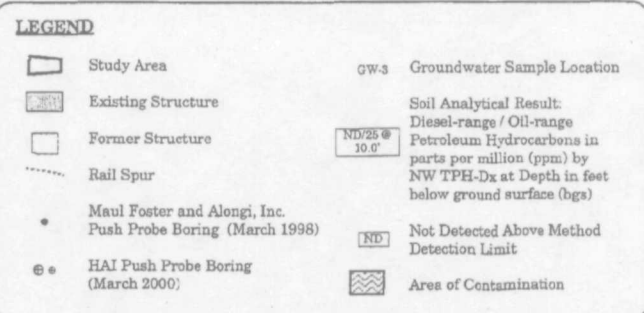 LEGEND
Study Area
Existing Structure
Former Structure
Rail Spur
Maul Foster and Alongi, Inc.
Push Probe Boring (March 1998)
HAI Push Probe Boring
(March 2000)
GW-3 Groundwater Sample Location
ND/25 @
10.0'
Soil Analytical Result:
Diesel-range / Oil-range
Petroleum Hydrocarbons in
parts per million (ppm) by
NW TPH-Dx at Depth in feet
below ground surface (bgs)
ND
Not Detected Above Method
Detection Limit
Area of Contamination